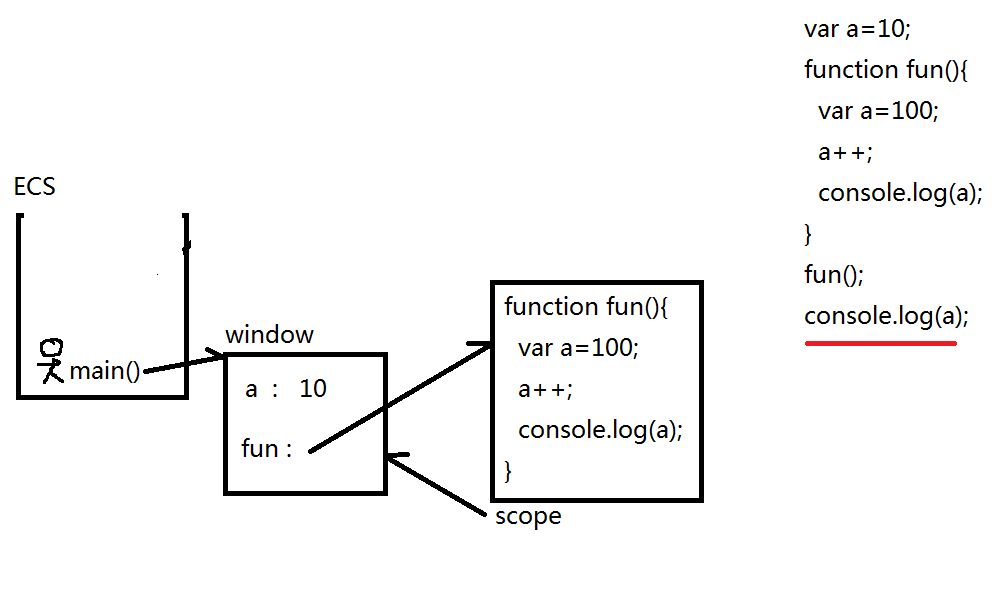 var a=10;
function fun(){
var a=100;
a++;
console.log(a);
}
fun();
console.log(a);
ECS
main()
window
a : 10
fun :
function fun(){
var a=100;
a++;
console.log(a);
}
scope